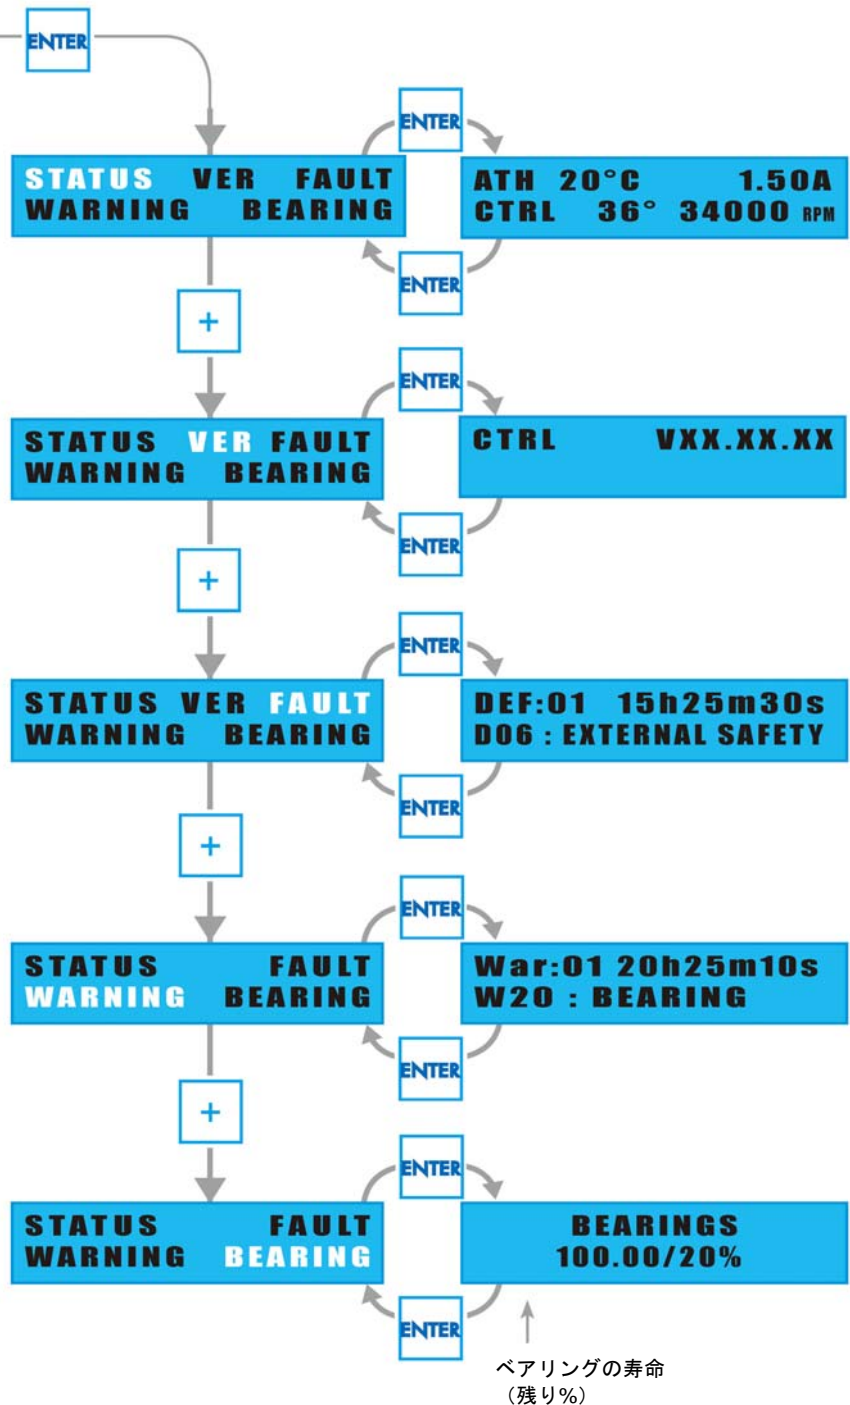 ENTER
ENTER
STATUS VER FAULT
WARNING BEARING
ATH 20°C 1.50A
CTRL 36° 34000 RPM
ENTER
+
ENTER
STATUS VER FAULT
WARNING BEARING
CTRL VXX.XX.XX
ENTER
+
ENTER
STATUS VER FAULT
WARNING BEARING
DEF:01 15h25m30s
D06 : EXTERNAL SAFETY
ENTER
+
ENTER
STATUS FAULT
WARNING BEARING
War:01 20h25m10s
W20 : BEARING
ENTER
+
ENTER
STATUS FAULT
WARNING BEARING
BEARINGS
100.00/20%
ENTER
ベアリングの寿命
（残り%）